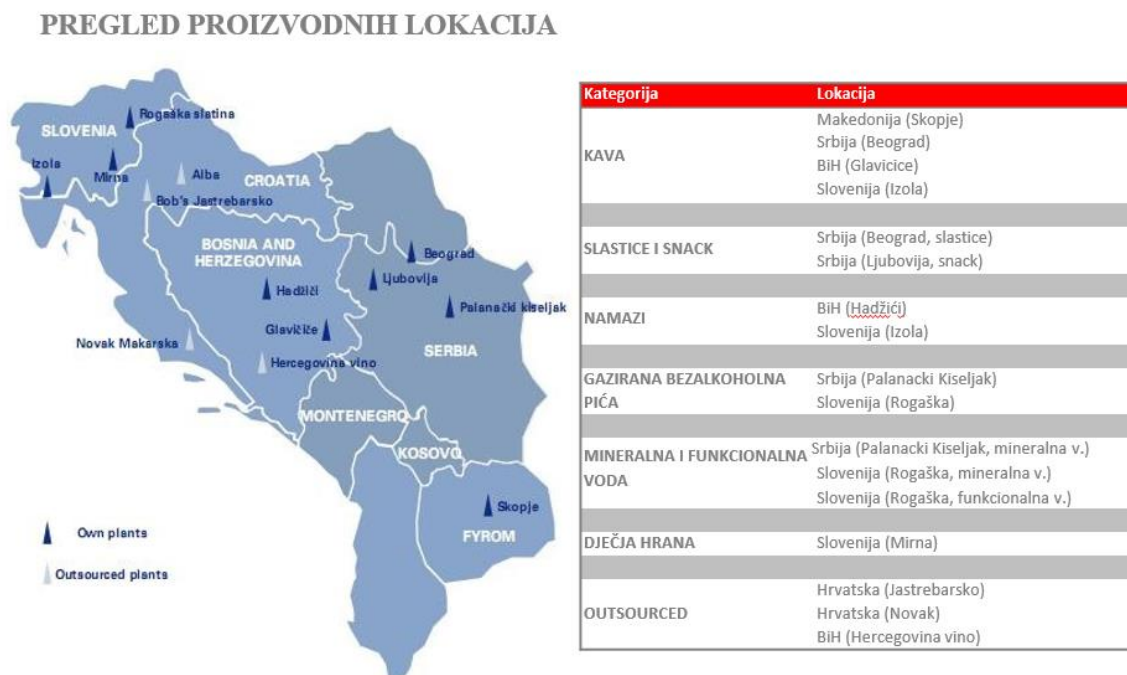 PREGLED PROIZVODNIH LOKACIJA
Rogaška slatina
SLOVENIA
Izola
Mirna
Alba
CROATIA
Bob's Jastrebarsko
BOSNIA AND
HERZEGOVINA
Beograd
Ljubovija
Hadžiči
Palanački kiseljak
Glavičiče
Novak Makarska
SERBIA
Hercegovina vino
MONTENEGRO
KOSOVO
Skopje
FYROM
Own plants
Outsourced plants
Kategorija Lokacija
KAVA
Makedonija (Skopje)
Srbija (Beograd)
BiH (Glavicice)
Slovenija (Izola)
SLASTICE I SNACK
Srbija (Beograd, slastice)
Srbija (Ljubovija, snack)
NAMAZI
BiH (Hadžići)
Slovenija (Izola)
GAZIRANA BEZALKOHOLNA
PIĆA
Srbija (Palanacki Kiseljak)
Slovenija (Rogaška)
MINERALNA I FUNKCIONALNA
VODA
Srbija (Palanacki Kiseljak, mineralna v.)
Slovenija (Rogaška, mineralna v.)
Slovenija (Rogaška, funkcionalna v.)
DJEČJA HRANA
Slovenija (Mirna)
OUTSOURCED
Hrvatska (Jastrebarsko)
Hrvatska (Novak)
BiH (Hercegovina vino)